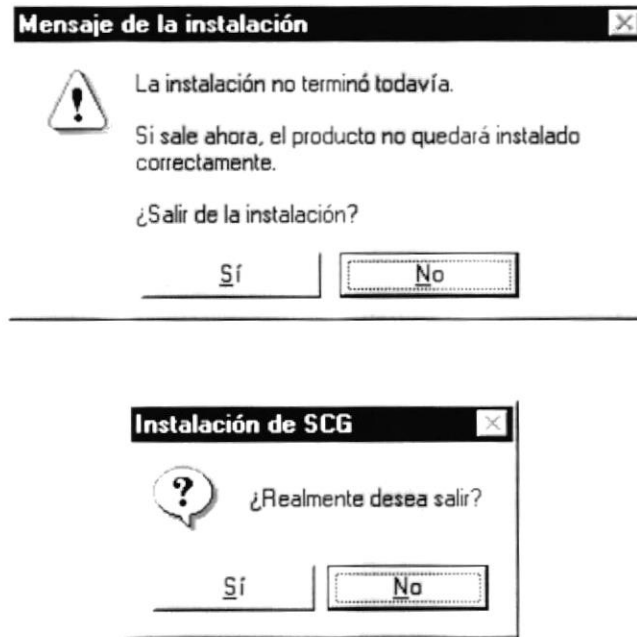 Mensaje de la instalación
La instalación no terminó todavía.
Si sale ahora, el producto no quedará instalado
correctamente.
¿Salir de la instalación?
Sí No
Instalación de SCG
¿Realmente desea salir?
Sí No